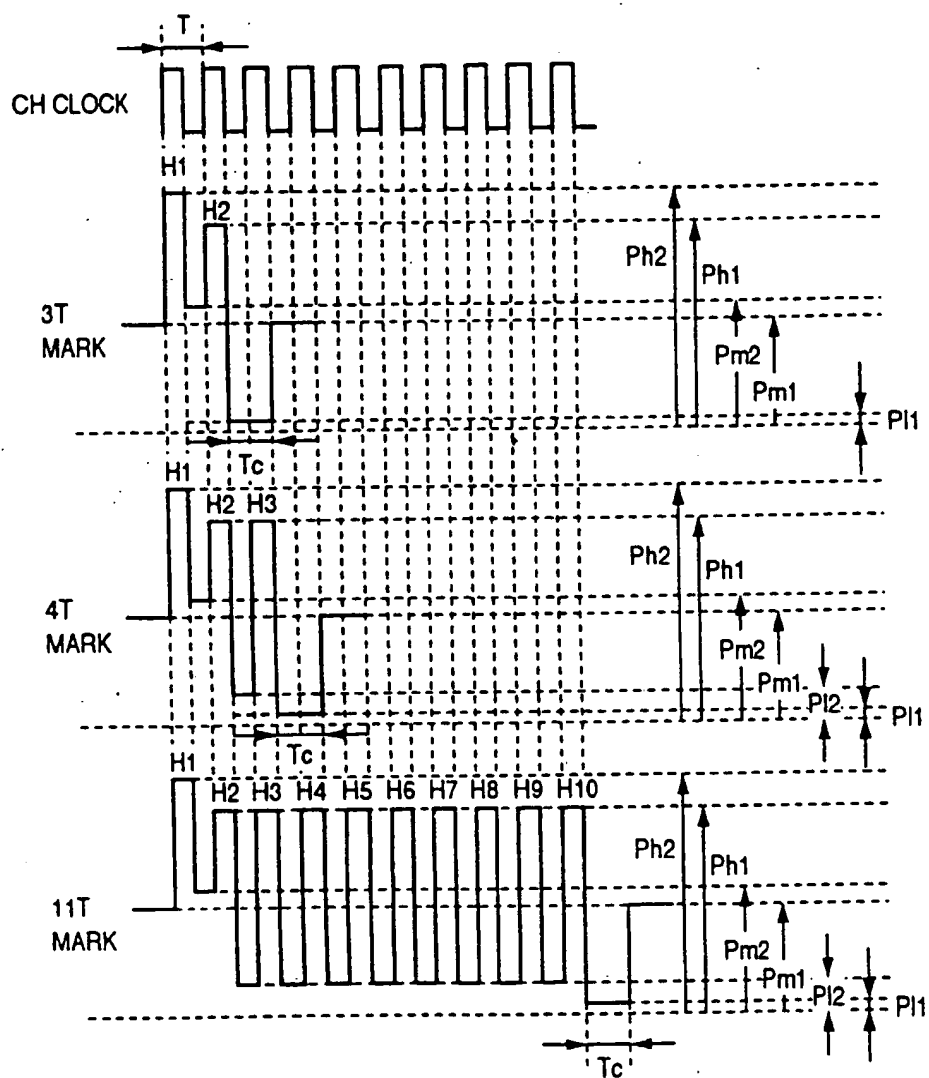 T
CH CLOCK
H1
H2
Ph2
Ph1
3T
MARK
Pm2
Pm1
Pl1
Tc
H1
H2 H3
Ph2
Ph1
4T
MARK
Pm2
Pm1
Pl2
Pl1
Tc
H1
H2 H3 H4 H5 H6 H7 H8 H9 H10
Ph2
Ph1
11T
MARK
Pm2
Pm1
Pl2
Pl1
Tc